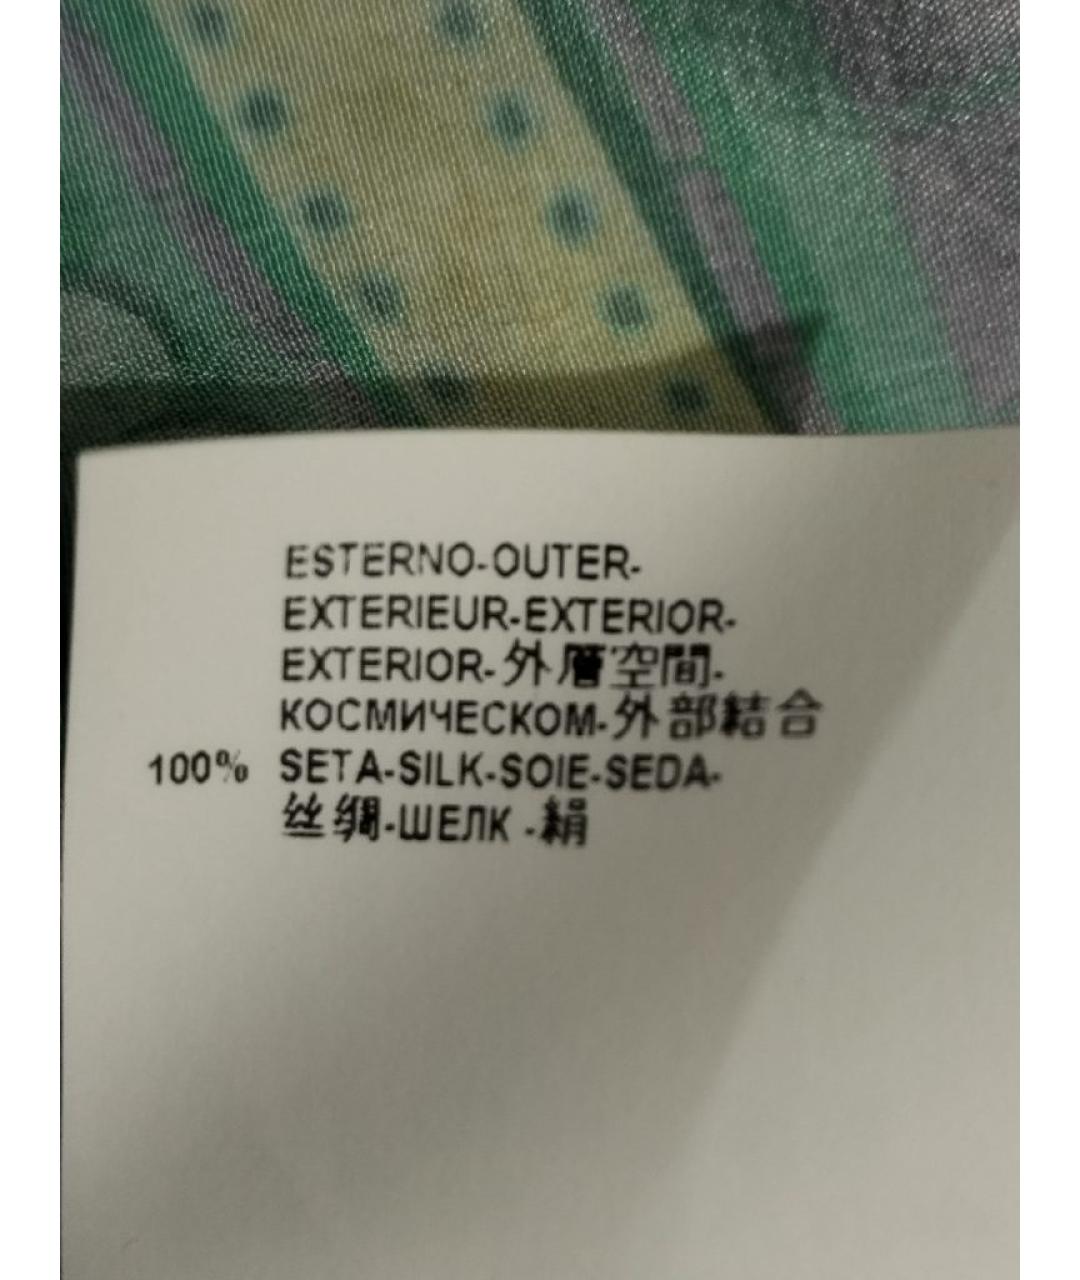 ESTERNO-OUTER-
EXTERIEUR-EXTERIOR-
EXTERIOR-外層空間-
КОСМИЧЕСКОМ-外部結合
100% SETA-SILK-SOIE-SEDA-
丝绸-ШЕЛК -絹